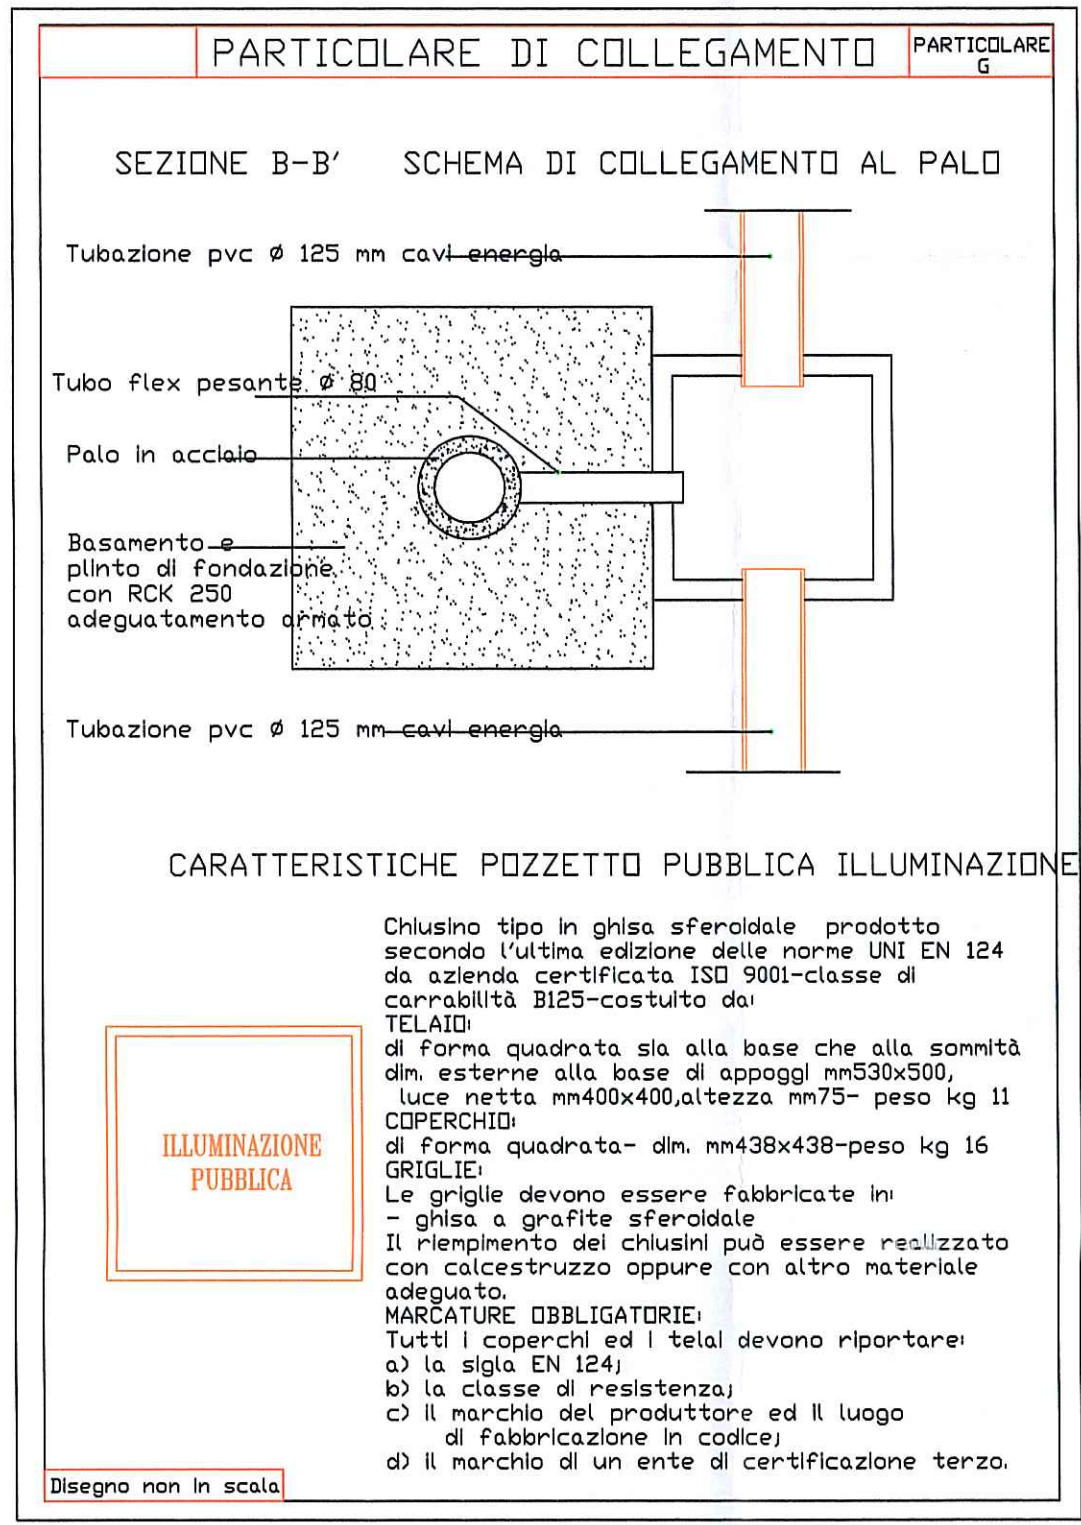 PARTICOLARE DI COLLEGAMENTO
PARTICOLARE
G
SEZIONE B-B' SCHEMA DI COLLEGAMENTO AL PALO
Tubazione pvc Ø 125 mm cavi energia
Tubo flex pesante Ø 80
Palo in acciaio
Basamento e
plinto di fondazione
con RCK 250
adeguatamento armato
Tubazione pvc Ø 125 mm cavi energia
CARATTERISTICHE POZZETTO PUBBLICA ILLUMINAZIONE
Chiusino tipo in ghisa sferoidale prodotto
secondo l'ultima edizione delle norme UNI EN 124
da azienda certificata ISO 9001-classe di
carrabilità B125-costuito da:
TELAIO:
di forma quadrata sia alla base che alla sommità
dim. esterne alla base di appoggi mm530x500,
luce netta mm400x400,altezza mm75- peso kg 11
COPERCHIO:
di forma quadrata- dim. mm438x438-peso kg 16
GRIGLIE:
Le griglie devono essere fabbricate in:
- ghisa a grafite sferoidale
Il riempimento dei chiusini può essere realizzato
con calcestruzzo oppure con altro materiale
adeguato.
MARCATURE OBBLIGATORIE:
Tutti i coperchi ed i telai devono riportare:
a) la sigla EN 124;
b) la classe di resistenza;
c) il marchio del produttore ed il luogo
di fabbricazione in codice;
d) il marchio di un ente di certificazione terzo.
ILLUMINAZIONE
PUBBLICA
Disegno non in scala